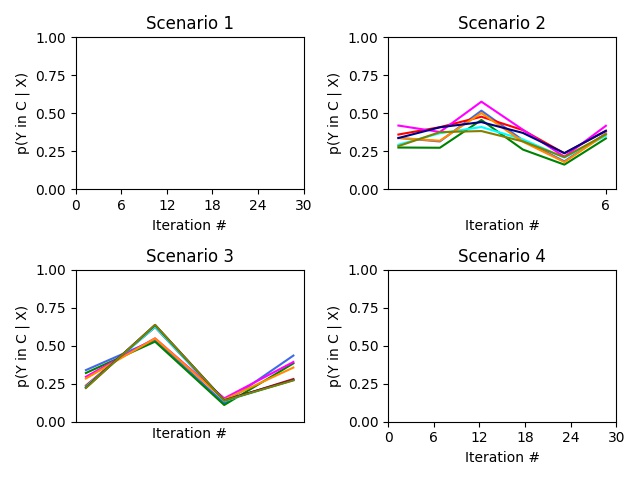 Scenario 1
1.00
0.75
0.50
0.25
0.00
p(Y in C | X)
0 6 12 18 24 30
Iteration #
Scenario 2
1.00
0.75
0.50
0.25
0.00
p(Y in C | X)
6
Iteration #
Scenario 3
1.00
0.75
0.50
0.25
0.00
p(Y in C | X)
Iteration #
Scenario 4
1.00
0.75
0.50
0.25
0.00
p(Y in C | X)
0 6 12 18 24 30
Iteration #